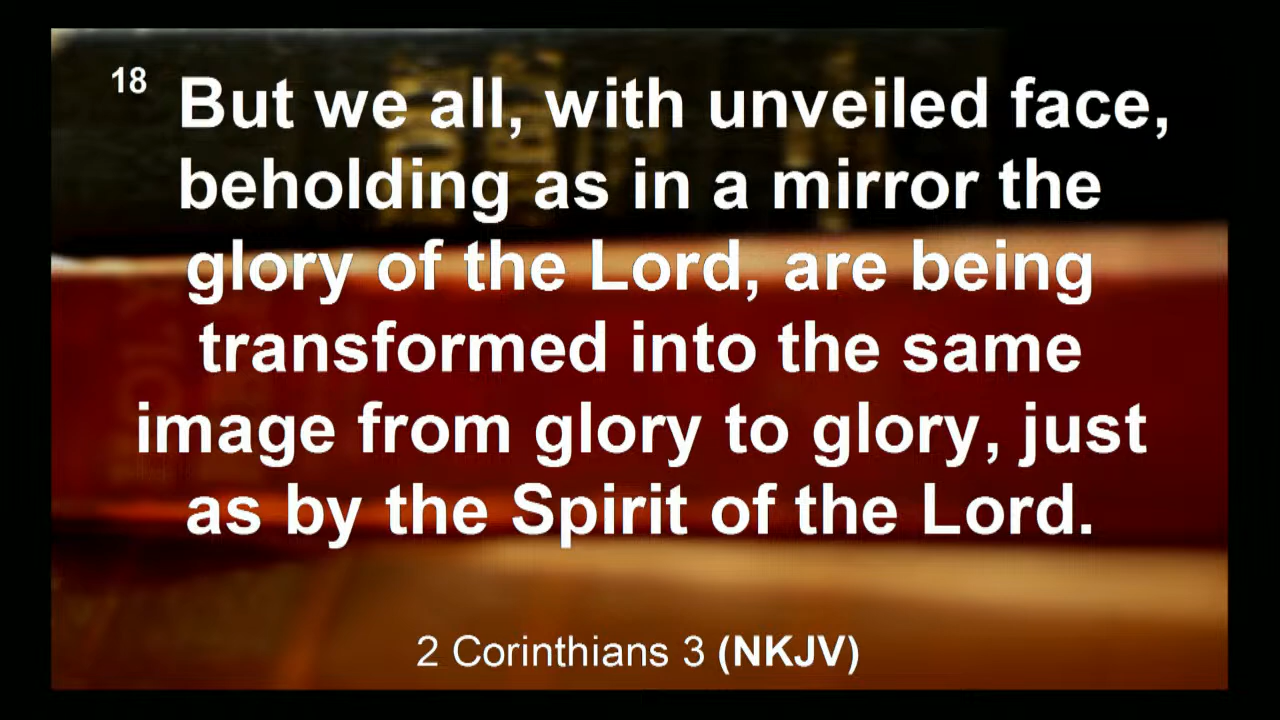 18 But we all, with unveiled face,
beholding as in a mirror the
glory of the Lord, are being
transformed into the same
image from glory to glory, just
as by the Spirit of the Lord.
2 Corinthians 3 (NKJV)